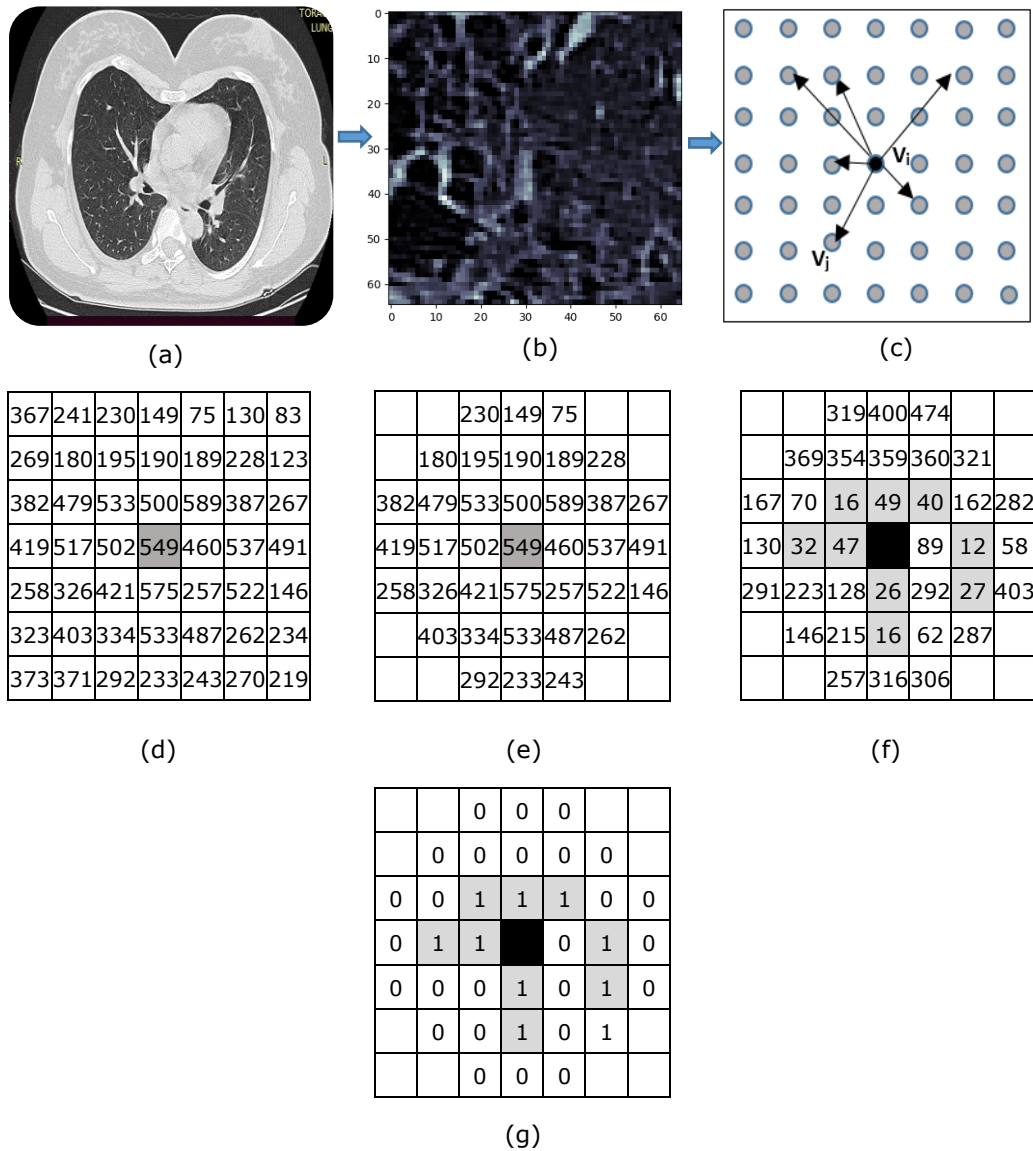 TORA
LUNG
R
L
0
10
20
30
40
50
60
0 10 20 30 40 50 60
Vi
Vj
(a)
(b)
(c)
367 241 230 149 75 130 83
269 180 195 190 189 228 123
382 479 533 500 589 387 267
419 517 502 549 460 537 491
258 326 421 575 257 522 146
323 403 334 533 487 262 234
373 371 292 233 243 270 219
230 149 75
180 195 190 189 228
382 479 533 500 589 387 267
419 517 502 549 460 537 491
258 326 421 575 257 522 146
403 334 533 487 262
292 233 243
319 400 474
369 354 359 360 321
167 70 16 49 40 162 282
130 32 47 89 12 58
291 223 128 26 292 27 403
146 215 16 62 287
257 316 306
(d)
(e)
(f)
0 0 0
0 0 0 0 0
0 0 1 1 1 0 0
0 1 1 0 1 0
0 0 0 1 0 1 0
0 0 1 0 1
0 0 0
(g)